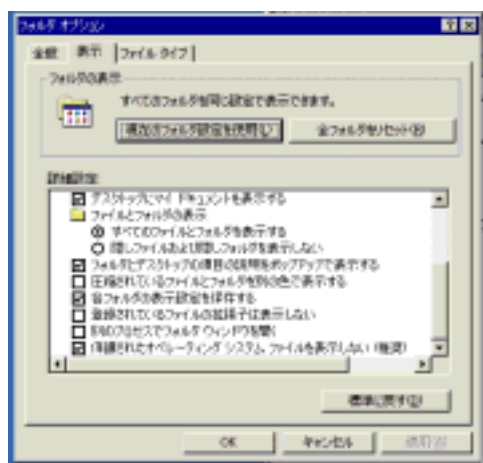 フォルダ オプション
全般 表示 ファイル タイプ
フォルダの表示
すべてのフォルダを同じ設定で表示できます。
現在のフォルダ設定を使用(L)
全フォルダをリセット(R)
詳細設定:
デスクトップにマイ ドキュメントを表示する
ファイルとフォルダの表示
すべてのファイルとフォルダを表示する
隠しファイルおよび隠しフォルダを表示しない
フォルダとデスクトップの項目の説明をポップアップで表示する
圧縮されているファイルとフォルダを別の色で表示する
各フォルダの表示設定を保存する
登録されているファイルの拡張子は表示しない
別のプロセスでフォルダ ウィンドウを開く
保護されたオペレーティング システム ファイルを表示しない (推奨)
標準に戻す(D)
OK キャンセル 適用(A)